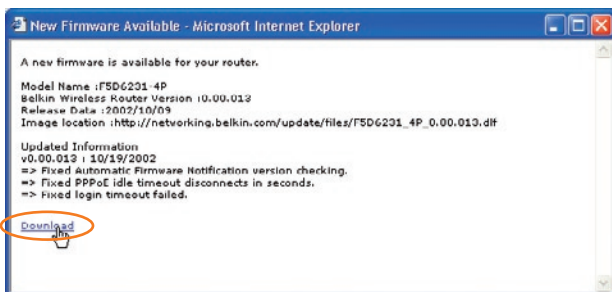 New Firmware Available - Microsoft Internet Explorer
A new firmware is available for your router.
Model Name :F5D6231-4P
Belkin Wireless Router Version :0.00.013
Release Data :2002/10/09
Image location :http://networking.belkin.com/update/files/F5D6231_4P_0.00.013.dlf
Updated Information
v0.00.013 : 10/19/2002
=> Fixed Automatic Firmware Notification version checking.
=> Fixed PPPoE idle timeout disconnects in seconds.
=> Fixed login timeout failed.
Download